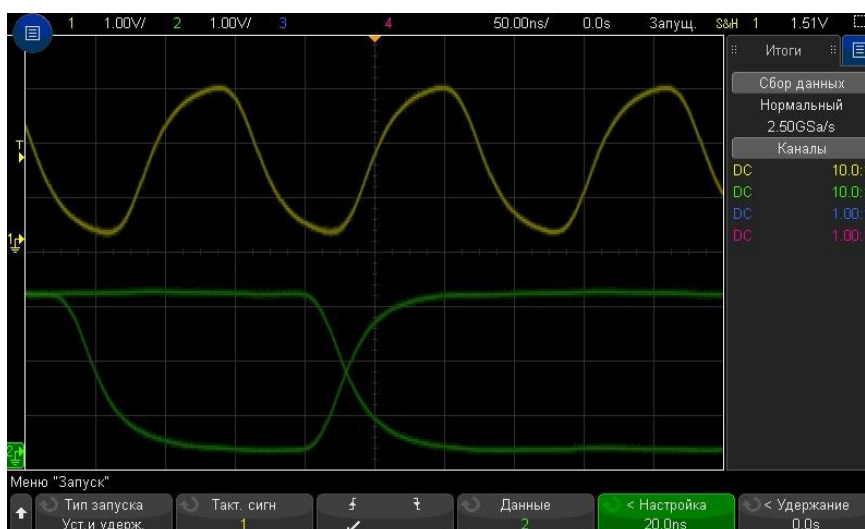 1 1.00V/ 2 1.00V/ 3 4 50.00ns/ 0.0s Запущ. S&H 1 1.51V
Итоги
Сбор данных
Нормальный
2.50GSa/s
Каналы
DC 10.0:
DC 10.0:
DC 1.00:
DC 1.00:
T
1
2
Меню "Запуск"
Тип запуска Такт. сигн Данные < Настройка < Удержание
Уст.и удерж. 1 2 20.0ns 0.0s